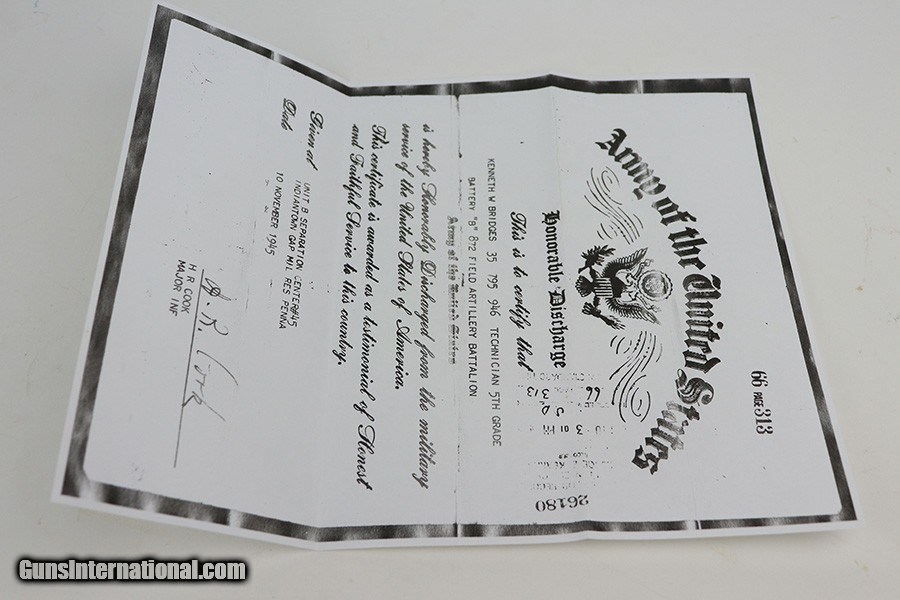 66 PAGE 313
Army of the United States
26180
66
313
Honorable Discharge
This is to certify that
KENNETH W BRIDGES 35 795 946 TECHNICIAN 5TH GRADE
BATTERY "B" 872 FIELD ARTILLERY BATTALION
Army of the United States
is hereby Honorably Discharged from the military
service of the United States of America.
This certificate is awarded as a testimonial of Honest
and Faithful Service to this country.
Given at UNIT B SEPARATION CENTER#45
INDIANTOWN GAP MIL RES PENNA
Date 10 NOVEMBER 1945
H. R. Cook
H R COOK
MAJOR INF
GunsInternational.com